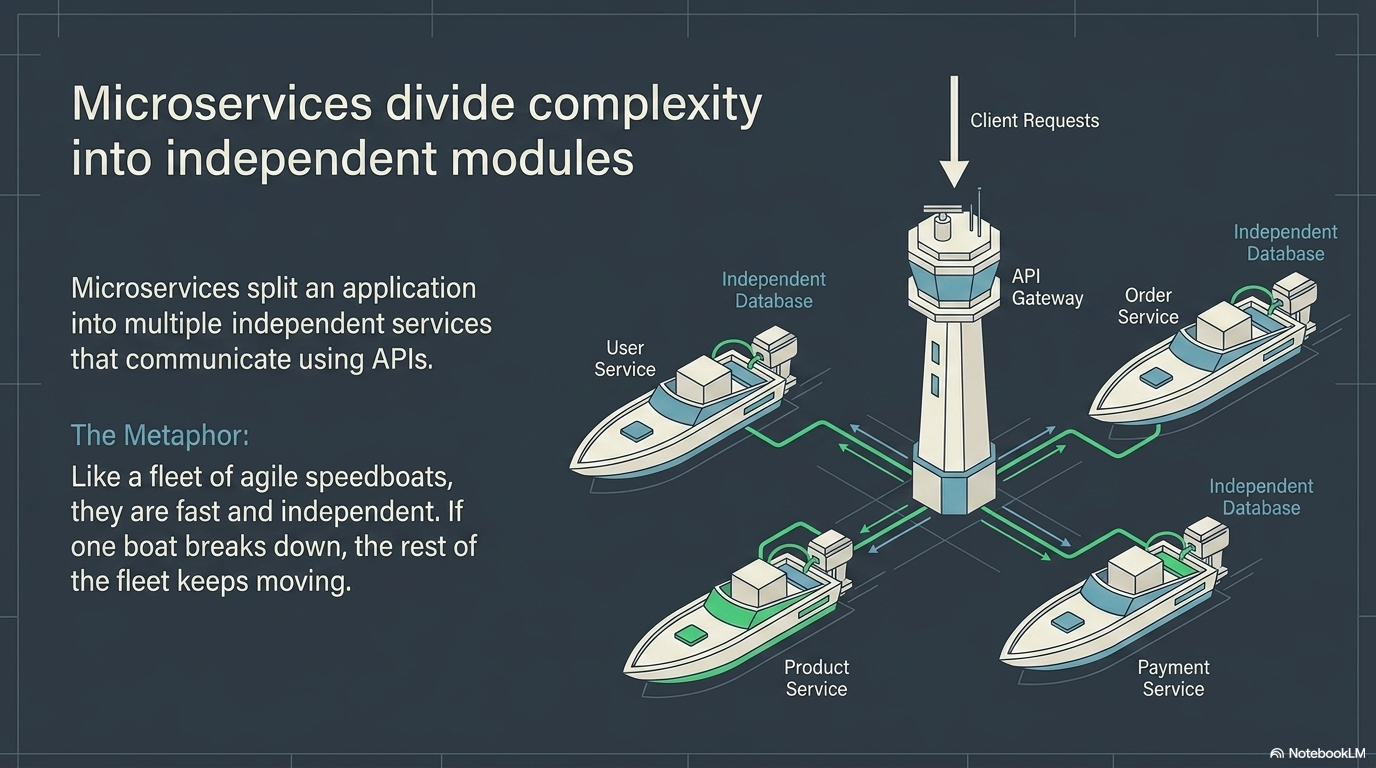 Microservices divide complexity
into independent modules
Microservices split an application
into multiple independent services
that communicate using APIs.
The Metaphor:
Like a fleet of agile speedboats,
they are fast and independent. If
one boat breaks down, the rest of
the fleet keeps moving.
Client Requests
API
Gateway
Independent
Database
User
Service
Independent
Database
Order
Service
Product
Service
Independent
Database
Payment
Service
NotebookLM